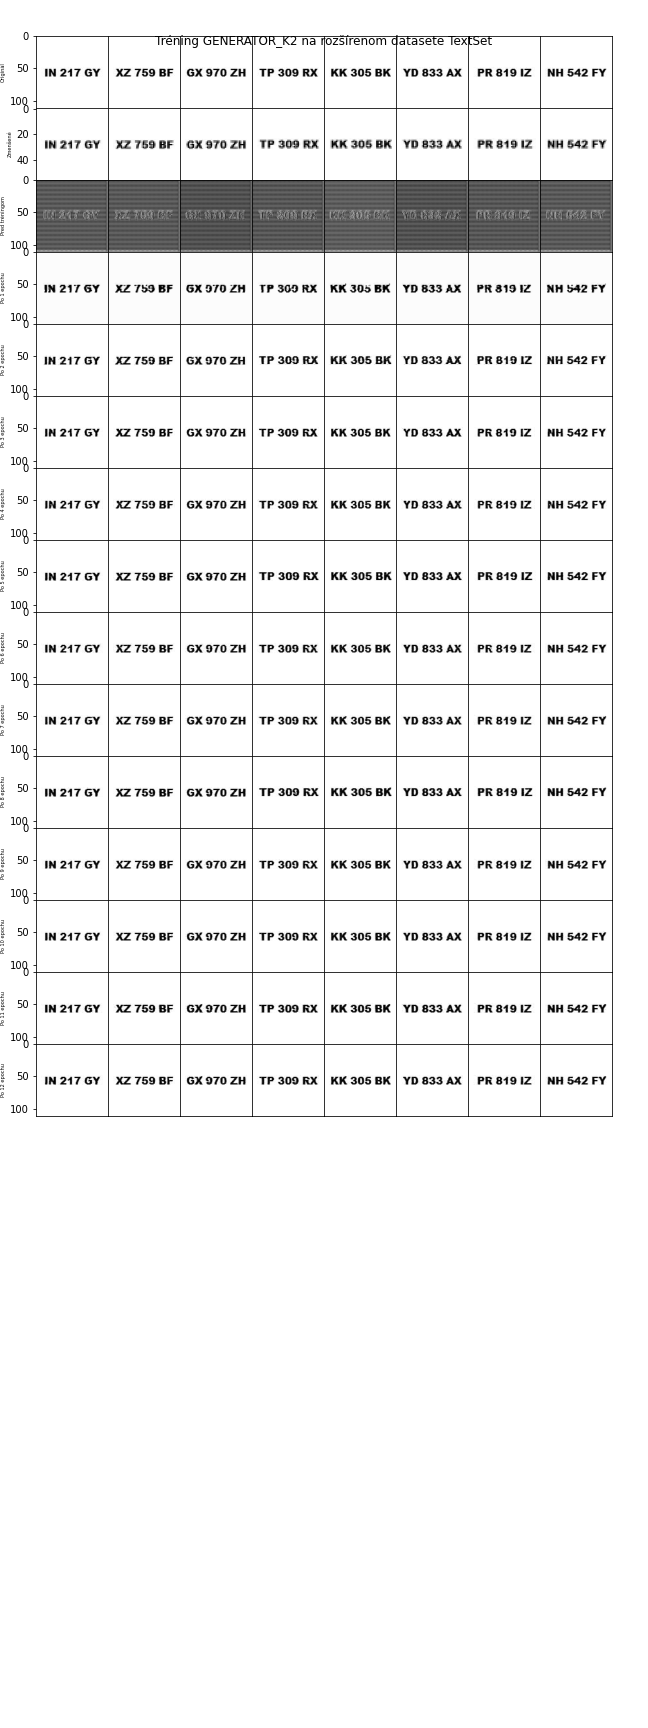 Tréning GENERATOR_K2 na rozšírenom datasete TextSet
0
Original 50 IN 217 GY XZ 759 BF GX 970 ZH TP 309 RX KK 305 BK YD 833 AX PR 819 IZ NH 542 FY
100
0
20
Zmenšené IN 217 GY XZ 759 BF GX 970 ZH TP 309 RX KK 305 BK YD 833 AX PR 819 IZ NH 542 FY
40
0
Pred tréningom 50
100
0
Po 1 epochu 50 IN 217 GY XZ 759 BF GX 970 ZH TP 309 RX KK 305 BK YD 833 AX PR 819 IZ NH 542 FY
100
0
Po 2 epochu 50 IN 217 GY XZ 759 BF GX 970 ZH TP 309 RX KK 305 BK YD 833 AX PR 819 IZ NH 542 FY
100
0
Po 3 epochu 50 IN 217 GY XZ 759 BF GX 970 ZH TP 309 RX KK 305 BK YD 833 AX PR 819 IZ NH 542 FY
100
0
Po 4 epochu 50 IN 217 GY XZ 759 BF GX 970 ZH TP 309 RX KK 305 BK YD 833 AX PR 819 IZ NH 542 FY
100
0
Po 5 epochu 50 IN 217 GY XZ 759 BF GX 970 ZH TP 309 RX KK 305 BK YD 833 AX PR 819 IZ NH 542 FY
100
0
Po 6 epochu 50 IN 217 GY XZ 759 BF GX 970 ZH TP 309 RX KK 305 BK YD 833 AX PR 819 IZ NH 542 FY
100
0
Po 7 epochu 50 IN 217 GY XZ 759 BF GX 970 ZH TP 309 RX KK 305 BK YD 833 AX PR 819 IZ NH 542 FY
100
0
Po 8 epochu 50 IN 217 GY XZ 759 BF GX 970 ZH TP 309 RX KK 305 BK YD 833 AX PR 819 IZ NH 542 FY
100
0
Po 9 epochu 50 IN 217 GY XZ 759 BF GX 970 ZH TP 309 RX KK 305 BK YD 833 AX PR 819 IZ NH 542 FY
100
0
Po 10 epochu 50 IN 217 GY XZ 759 BF GX 970 ZH TP 309 RX KK 305 BK YD 833 AX PR 819 IZ NH 542 FY
100
0
Po 11 epochu 50 IN 217 GY XZ 759 BF GX 970 ZH TP 309 RX KK 305 BK YD 833 AX PR 819 IZ NH 542 FY
100
0
Po 12 epochu 50 IN 217 GY XZ 759 BF GX 970 ZH TP 309 RX KK 305 BK YD 833 AX PR 819 IZ NH 542 FY
100